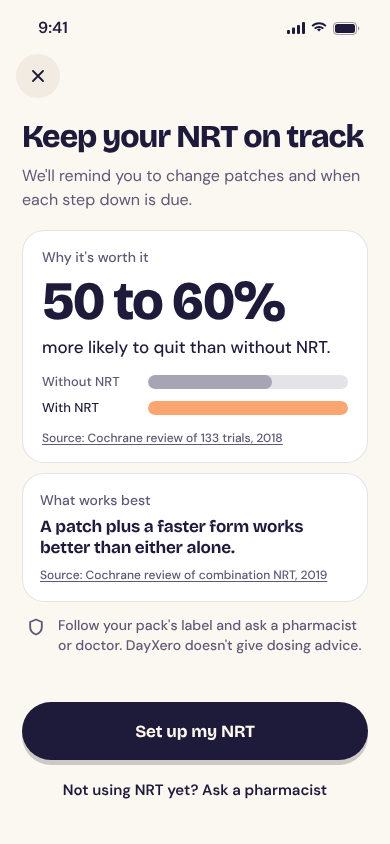 9:41
Keep your NRT on track
We'll remind you to change patches and when
each step down is due.
Why it's worth it
50 to 60%
more likely to quit than without NRT.
Without NRT
With NRT
Source: Cochrane review of 133 trials, 2018
What works best
A patch plus a faster form works
better than either alone.
Source: Cochrane review of combination NRT, 2019
Follow your pack's label and ask a pharmacist
or doctor. DayXero doesn't give dosing advice.
Set up my NRT
Not using NRT yet? Ask a pharmacist